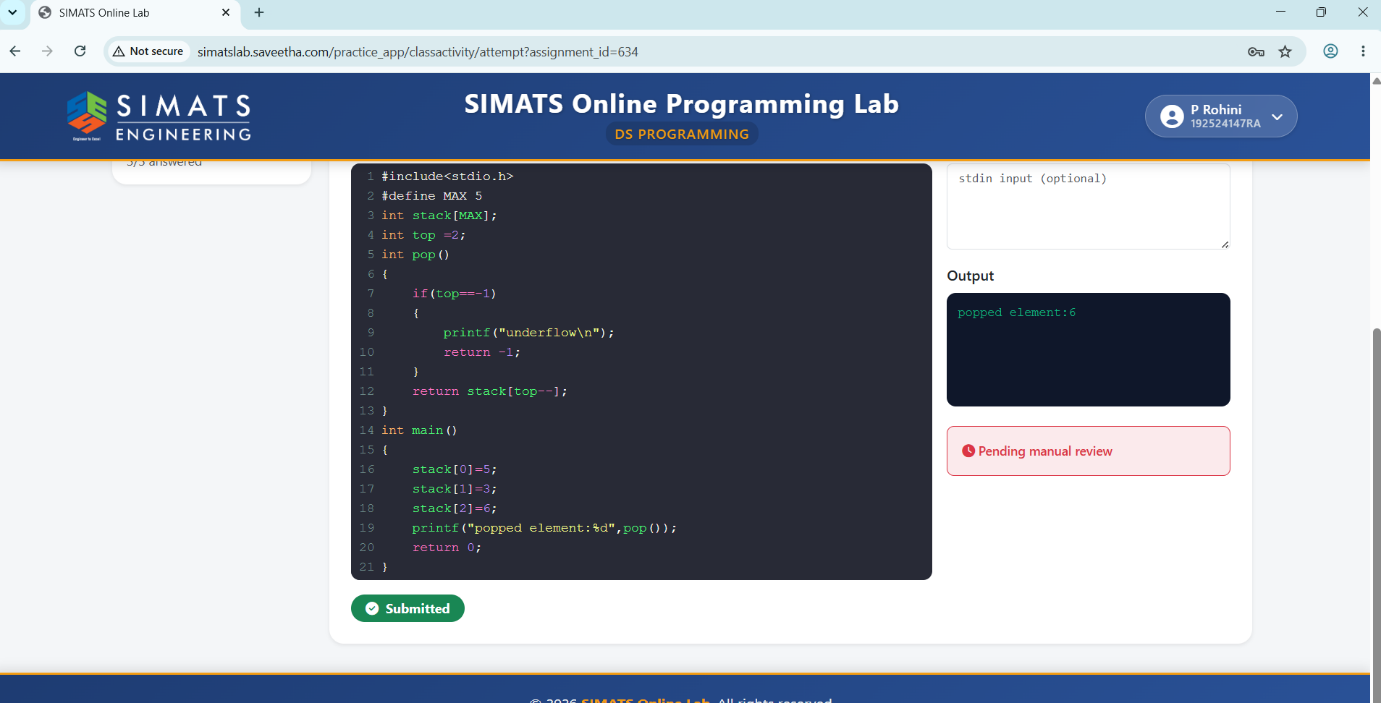 SIMATS Online Lab
Not secure
simatslab.saveetha.com/practice_app/classactivity/attempt?assignment_id=634
SIMATS
ENGINEERING
Engineer to Excel
SIMATS Online Programming Lab
DS PROGRAMMING
P Rohini
192524147RA
answered
1 #include<stdio.h>
2 #define MAX 5
3 int stack[MAX];
4 int top =2;
5 int pop()
6 {
7 if(top==-1)
8 {
9 printf("underflow\n");
10 return -1;
11 }
12 return stack[top--];
13 }
14 int main()
15 {
16 stack[0]=5;
17 stack[1]=3;
18 stack[2]=6;
19 printf("popped element:%d",pop());
20 return 0;
21 }
Submitted
stdin input (optional)
Output
popped element:6
Pending manual review
© 2026 SIMATS Online Lab. All rights reserved.